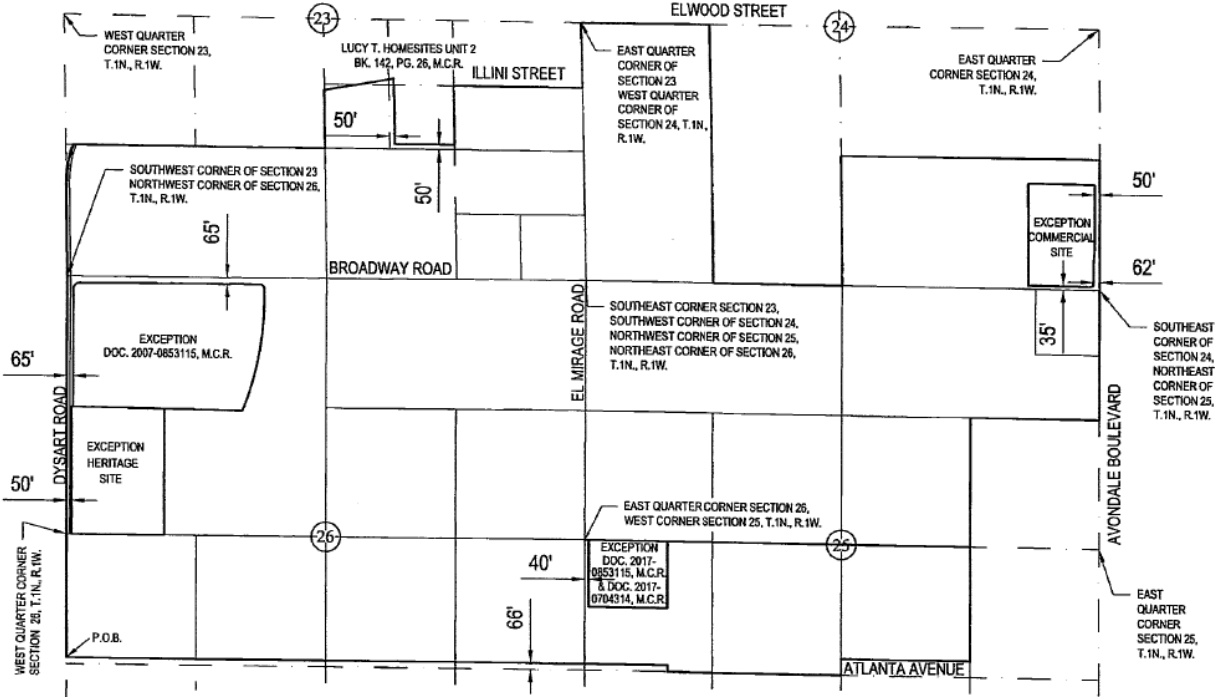 ELWOOD STREET
23
24
WEST QUARTER
CORNER SECTION 23,
T.1N., R.1W.
LUCY T. HOMESITES UNIT 2
BK. 142, PG. 26, M.C.R.
ILLINI STREET
EAST QUARTER
CORNER OF
SECTION 23
WEST QUARTER
CORNER OF
SECTION 24, T.1N.,
R.1W.
EAST QUARTER
CORNER SECTION 24,
T.1N., R.1W.
50'
50'
SOUTHWEST CORNER OF SECTION 23
NORTHWEST CORNER OF SECTION 26,
T.1N., R.1W.
65'
BROADWAY ROAD
EXCEPTION
COMMERCIAL
SITE
50'
62'
35'
EXCEPTION
DOC. 2007-0853115, M.C.R.
EL MIRAGE ROAD
SOUTHEAST CORNER SECTION 23,
SOUTHWEST CORNER OF SECTION 24,
NORTHWEST CORNER OF SECTION 25,
NORTHEAST CORNER OF SECTION 26,
T.1N., R.1W.
SOUTHEAST
CORNER OF
SECTION 24,
NORTHEAST
CORNER OF
SECTION 25,
T.1N., R.1W.
65'
DYSART ROAD
EXCEPTION
HERITAGE
SITE
50'
AVONDALE BOULEVARD
EAST QUARTER CORNER SECTION 26,
WEST CORNER SECTION 25, T.1N., R.1W.
26
25
WEST QUARTER CORNER
SECTION 26, T.1N., R.1W.
40'
EXCEPTION
DOC. 2017-
0853115, M.C.R.
& DOC. 2017-
0704314, M.C.R.
66'
P.O.B.
ATLANTA AVENUE
EAST
QUARTER
CORNER
SECTION 25,
T.1N., R.1W.